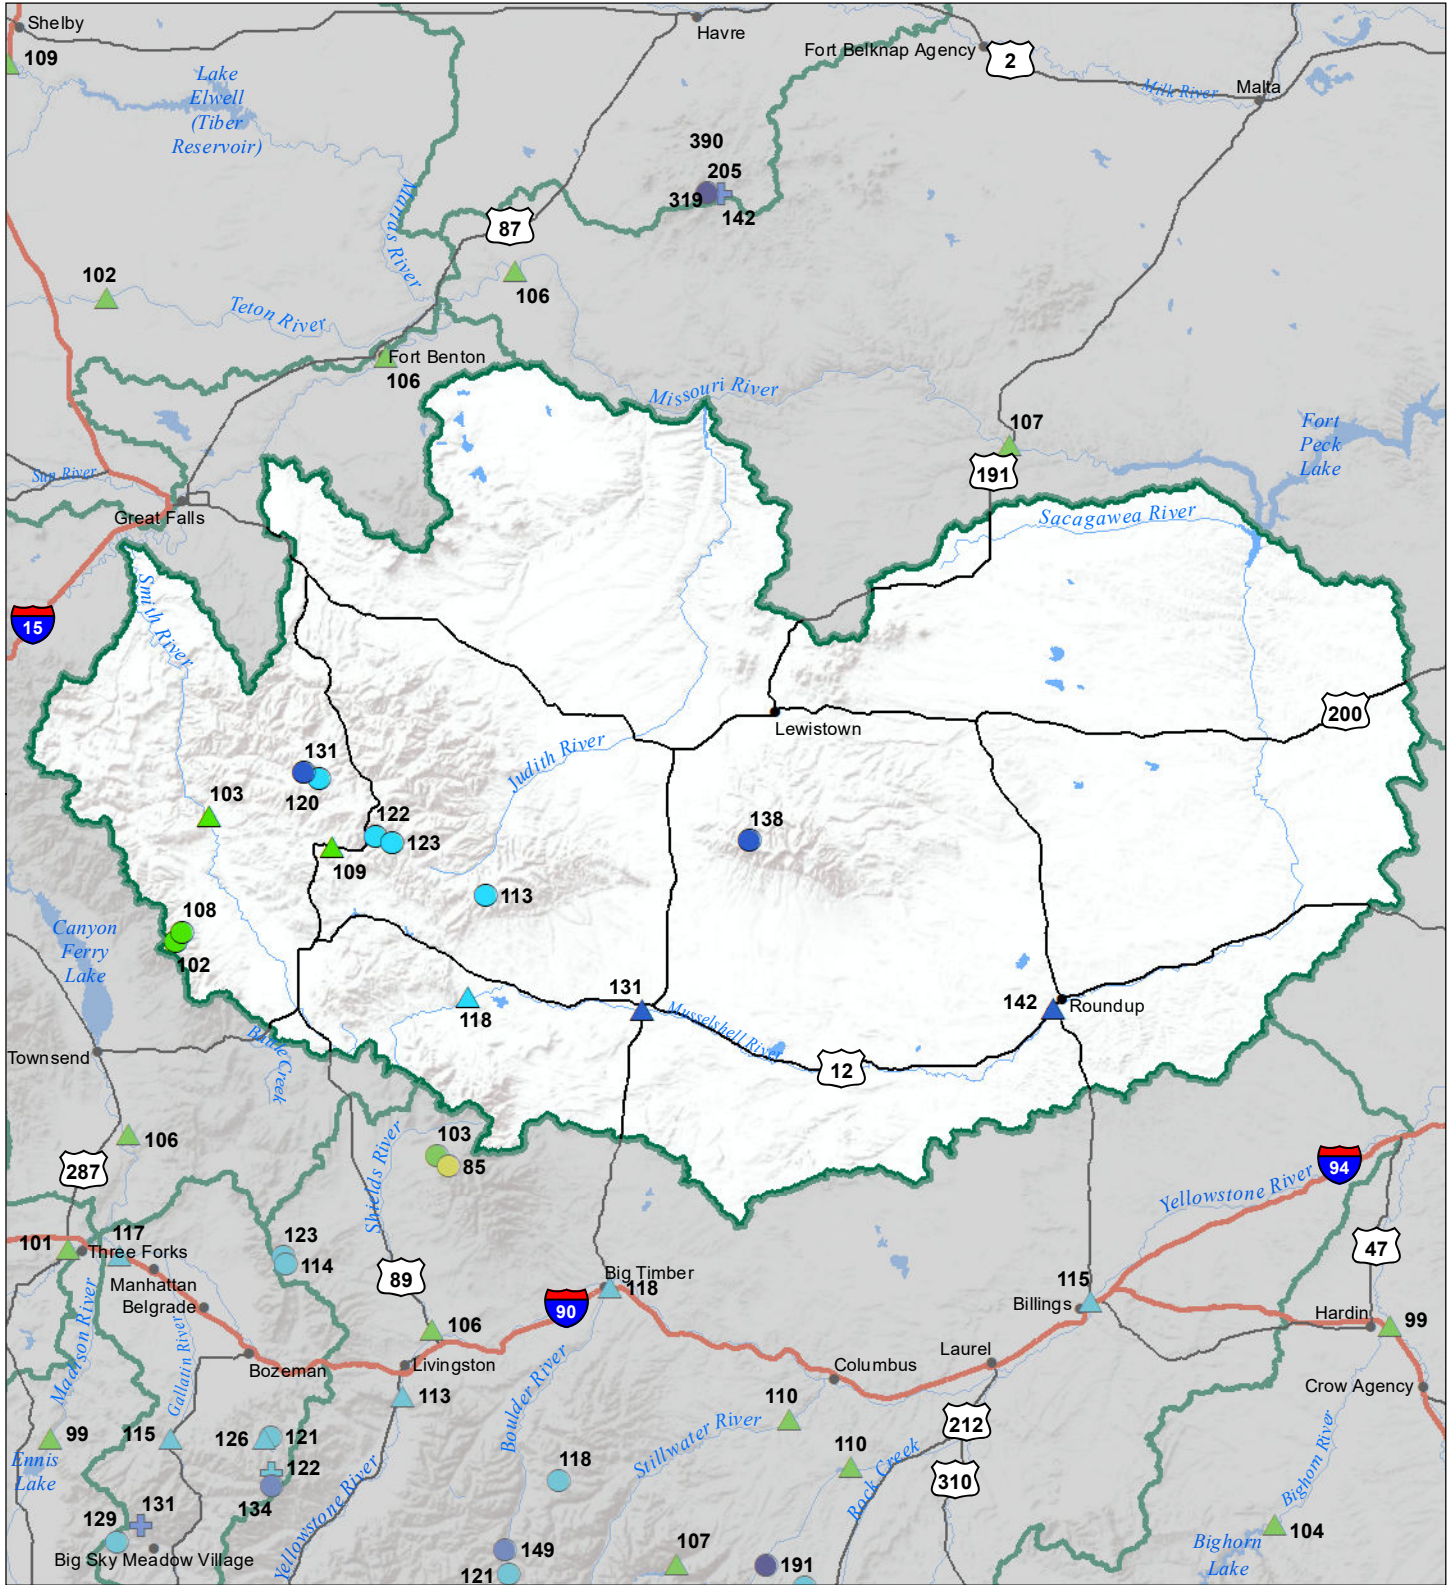 Shelby
Havre
Fort Belknap Agency
2
109
Lake
Elwell
(Tiber
Reservoir)
Milk River
Malta
390
205
319
142
Marias River
87
102
106
Teton River
Fort Benton
106
Missouri River
107
Fort
Peck
Lake
191
Sun River
Great Falls
Sacagawea River
Smith River
15
200
Lewistown
Judith River
131
120
103
122
123
138
109
113
108
102
Canyon
Ferry
Lake
131
118
Musselshell River
142
Roundup
Battle Creek
Townsend
12
106
103
85
287
Shields River
94
Yellowstone River
101
117
Three Forks
123
114
Manhattan
Belgrade
89
47
Big Timber
118
90
115
Billings
Hardin
99
Madison River
Gallatin River
106
Bozeman
Livingston
Laurel
Columbus
Crow Agency
113
Boulder River
110
212
99
115
126
121
Stillwater River
110
Ennis
Lake
122
118
Rock Creek
310
Bighorn River
134
Yellowstone River
131
129
104
Big Sky Meadow Village
149
107
191
Bighorn
Lake
121